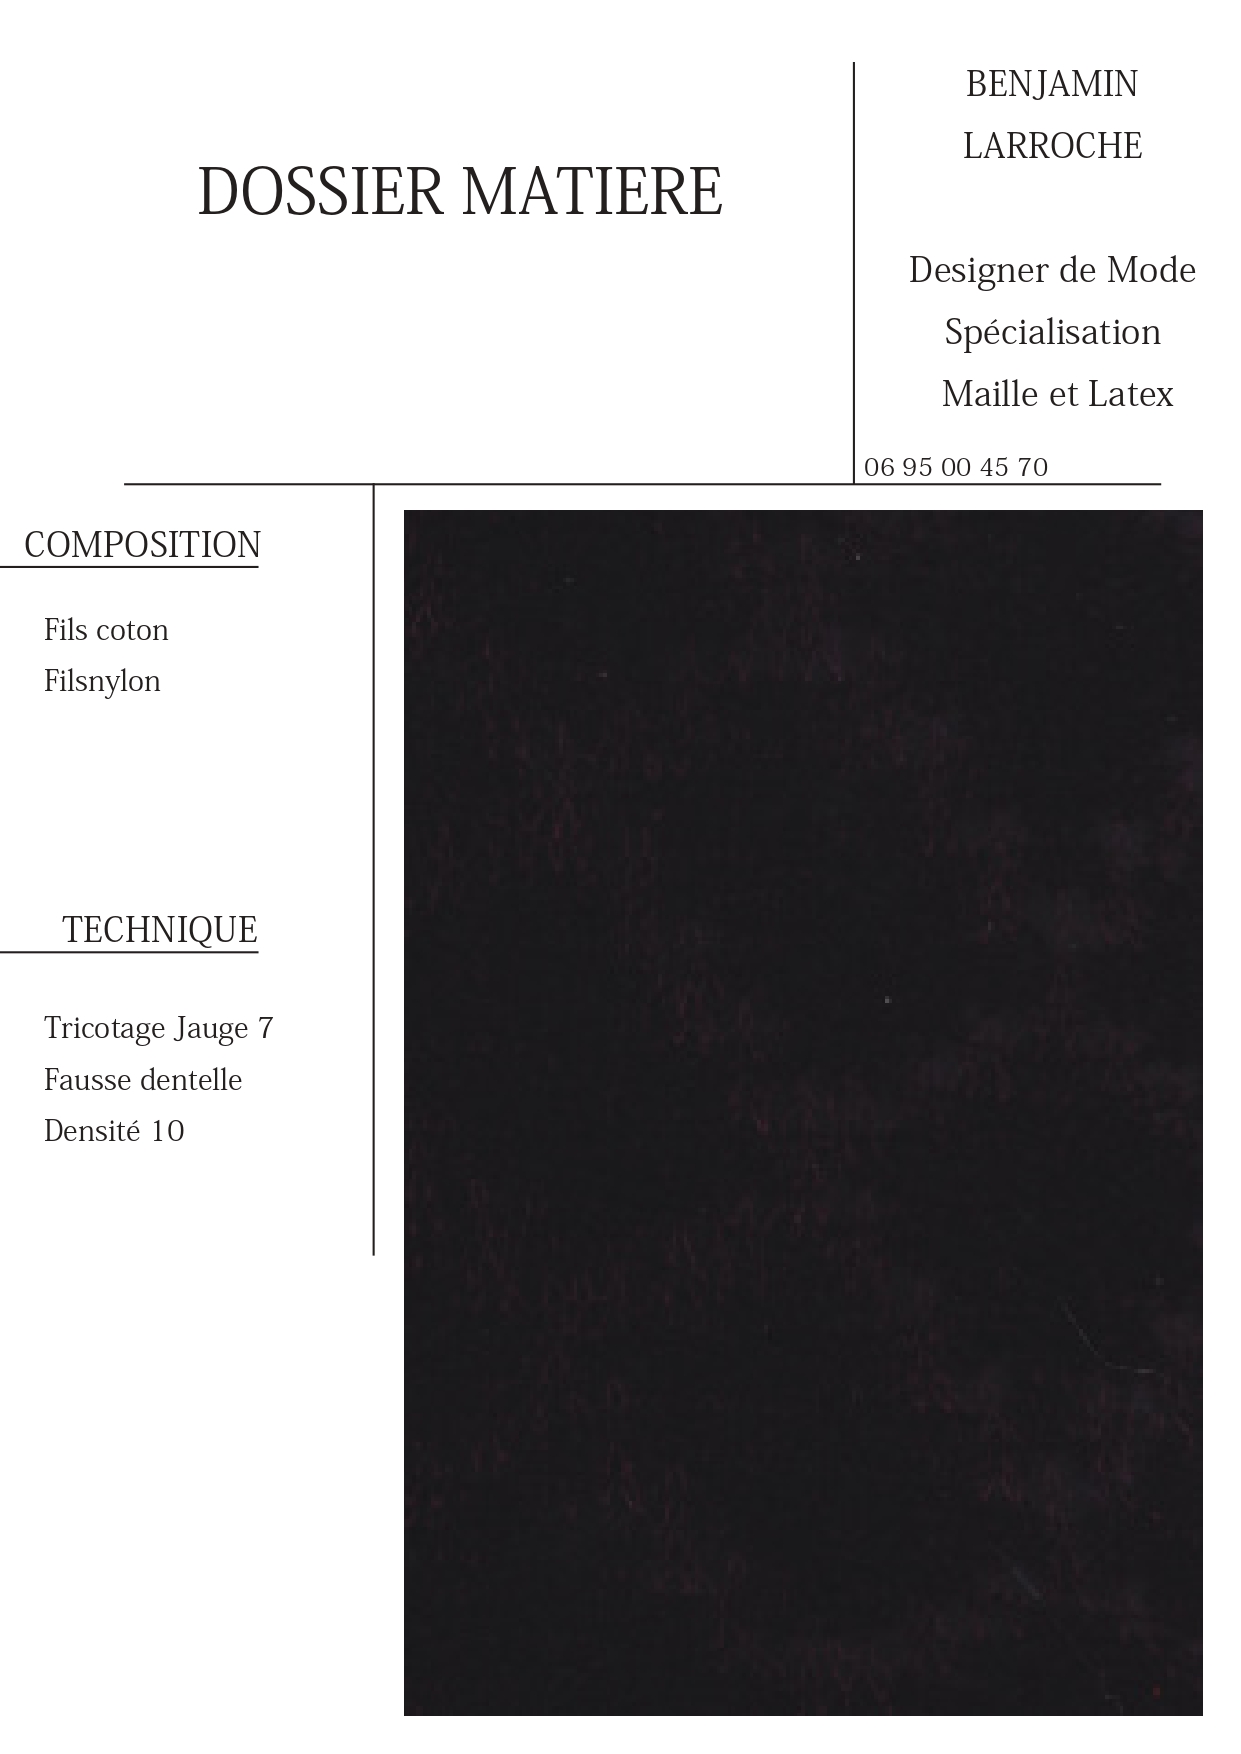 DOSSIER MATIERE
BENJAMIN
LARROCHE
Designer de Mode
Spécialisation
Maille et Latex
06 95 00 45 70
COMPOSITION
Fils coton
Filsnylon
TECHNIQUE
Tricotage Jauge 7
Fausse dentelle
Densité 10